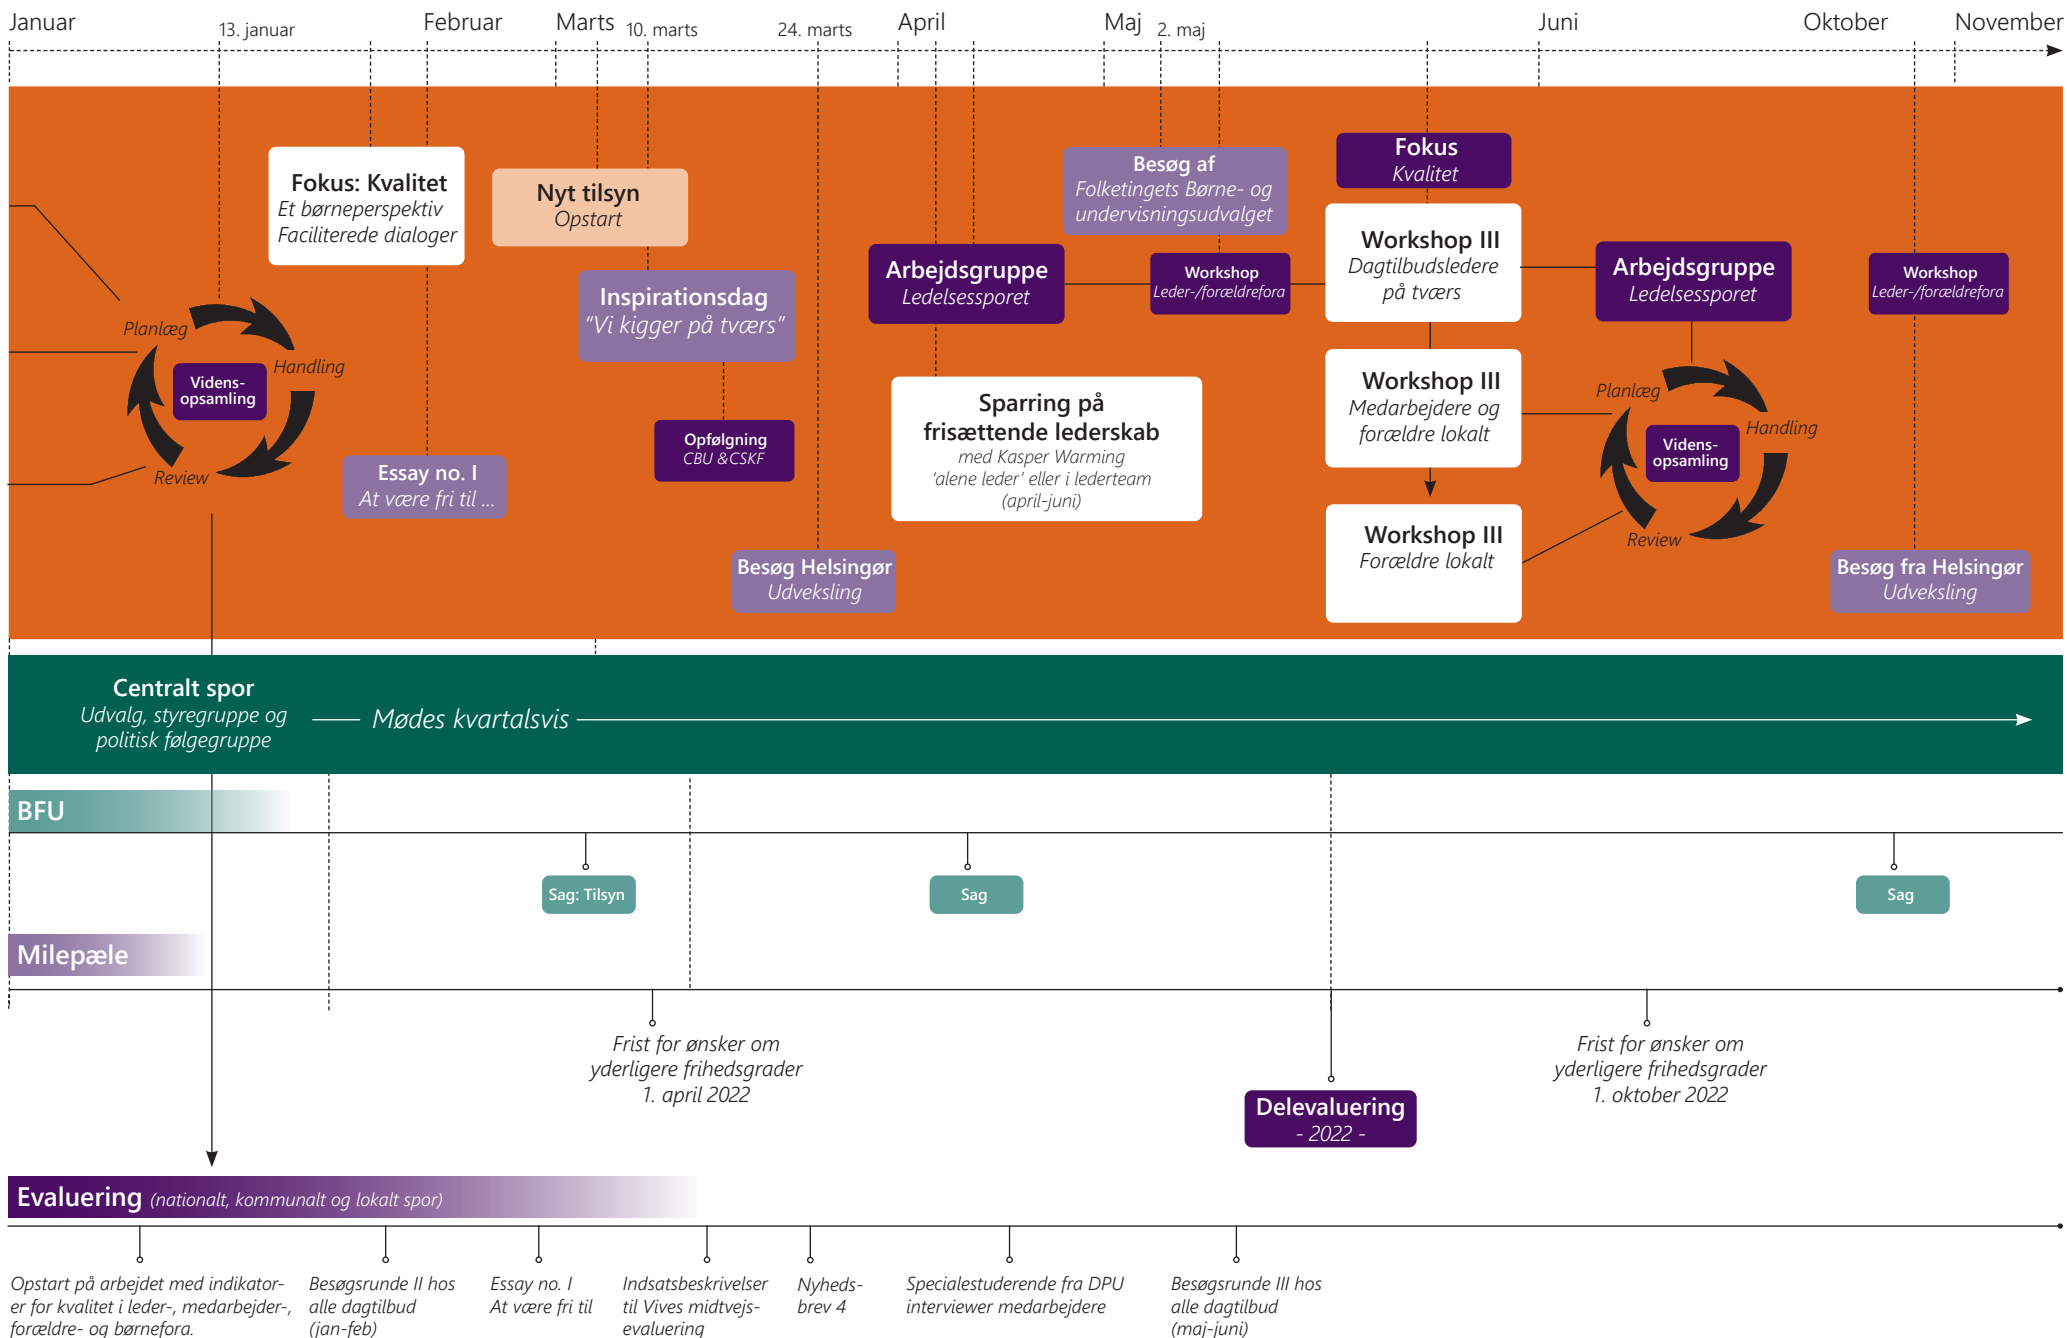 Januar
13. januar
Februar
Marts
10. marts
24. marts
April
Maj
2. maj
Juni
Oktober
November
Fokus: Kvalitet
Et børneperspektiv
Faciliterede dialoger
Nyt tilsyn
Opstart
Besøg af
Folketingets Børne- og
undervisningsudvalget
Fokus
Kvalitet
Inspirationsdag
“Vi kigger på tværs”
Arbejdsgruppe
Ledelsessporet
Workshop
Leder-/forældrefora
Workshop III
Dagtilbudsledere
på tværs
Arbejdsgruppe
Ledelsessporet
Workshop
Leder-/forældrefora
Planlæg
Handling
Videns-
opsamling
Review
Essay no. I
At være fri til ...
Opfølgning
CBU &CSKF
Besøg Helsingør
Udveksling
Sparring på
frisættende lederskab
med Kasper Warming
‘alene leder’ eller i lederteam
(april-juni)
Workshop III
Medarbejdere og
forældre lokalt
Workshop III
Forældre lokalt
Planlæg
Handling
Videns-
opsamling
Review
Besøg fra Helsingør
Udveksling
Centralt spor
Udvalg, styregruppe og
politisk følgegruppe
Mødes kvartalsvis
BFU
Sag: Tilsyn
Sag
Sag
Milepæle
Frist for ønsker om
yderligere frihedsgrader
1. april 2022
Delevaluering
- 2022 -
Frist for ønsker om
yderligere frihedsgrader
1. oktober 2022
Evaluering (nationalt, kommunalt og lokalt spor)
Opstart på arbejdet med indikator-
er for kvalitet i leder-, medarbejder-,
forældre- og børnefora.
Besøgsrunde II hos
alle dagtilbud
(jan-feb)
Essay no. I
At være fri til
Indsatsbeskrivelser
til Vives midtvejs-
evaluering
Nyheds-
brev 4
Specialestuderende fra DPU
interviewer medarbejdere
Besøgsrunde III hos
alle dagtilbud
(maj-juni)